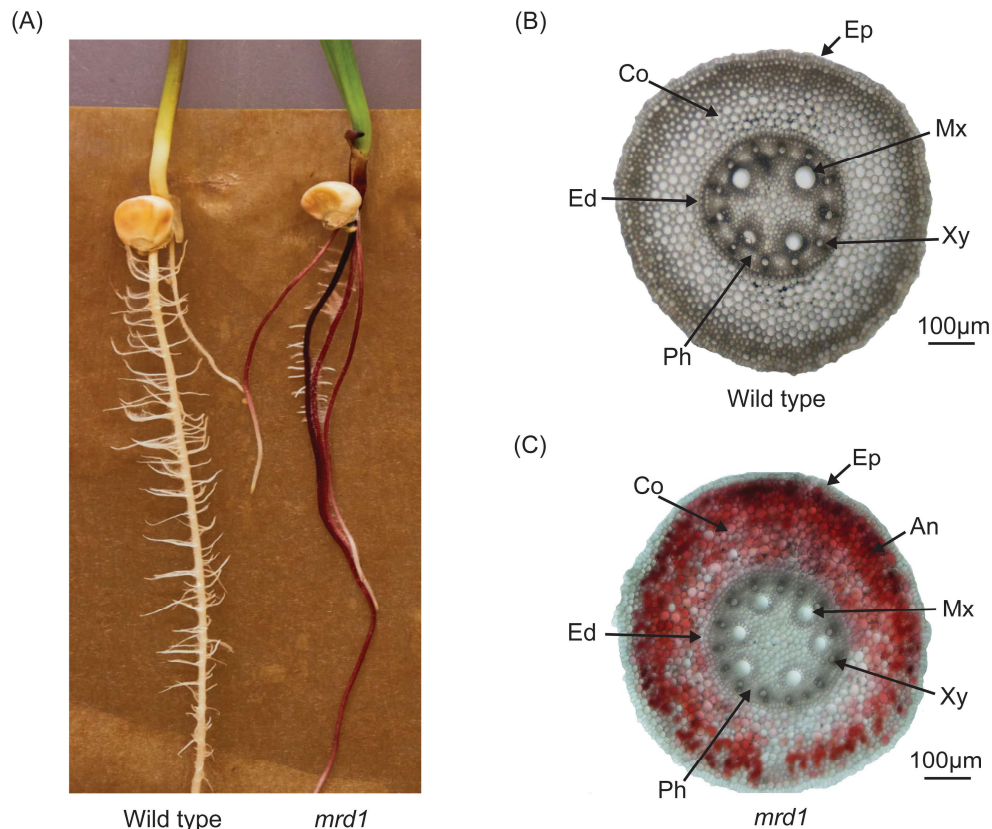 (A)
Wild type
mrd1
(B)
Ep
Co
Mx
Ed
Xy
Ph
100μm
Wild type
(C)
Ep
Co
An
Mx
Ed
Xy
Ph
100μm
mrd1